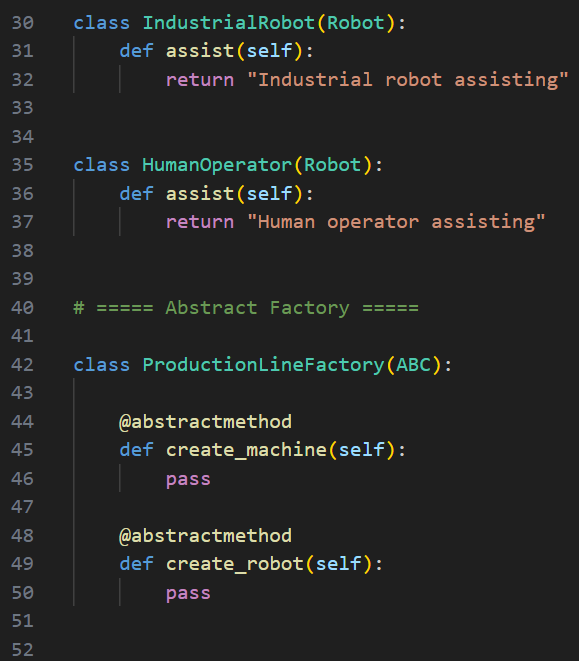 30 class IndustrialRobot(Robot):
31     def assist(self):
32         return "Industrial robot assisting"
33
34
35 class HumanOperator(Robot):
36     def assist(self):
37         return "Human operator assisting"
38
39
40 # ===== Abstract Factory =====
41
42 class ProductionLineFactory(ABC):
43
44     @abstractmethod
45     def create_machine(self):
46         pass
47
48     @abstractmethod
49     def create_robot(self):
50         pass
51
52